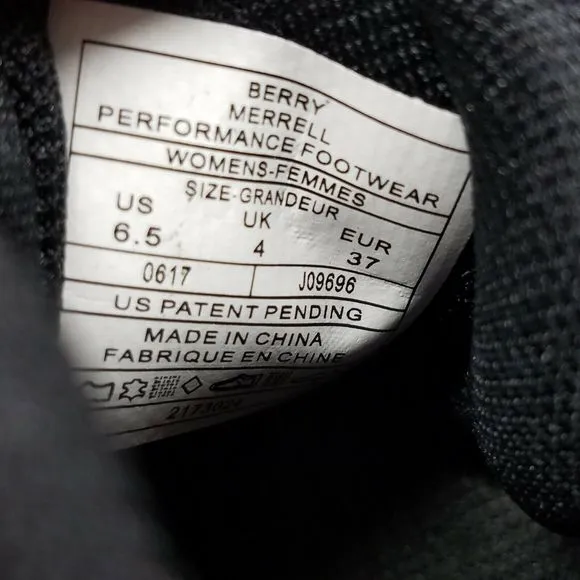 BERRY
MERRELL
PERFORMANCE FOOTWEAR
WOMENS-FEMMES
SIZE-GRANDEUR
US UK EUR
6.5 4 37
0617 J09696
US PATENT PENDING
MADE IN CHINA
FABRIQUE EN CHINE